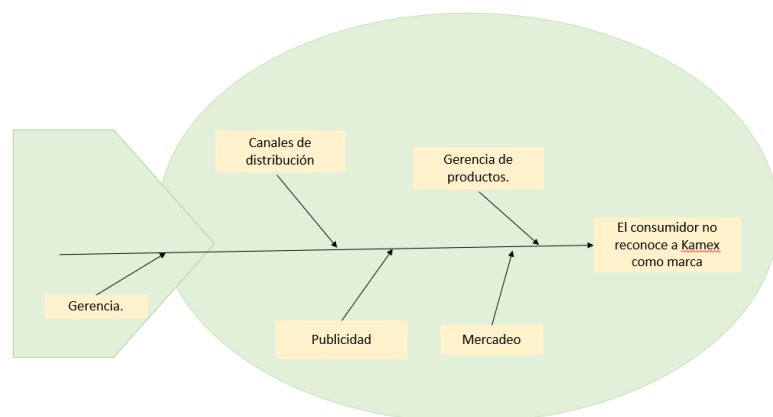 Canales de
distribución
Gerencia de
productos.
El consumidor no
reconoce a Kamex
como marca
Gerencia.
Publicidad
Mercadeo